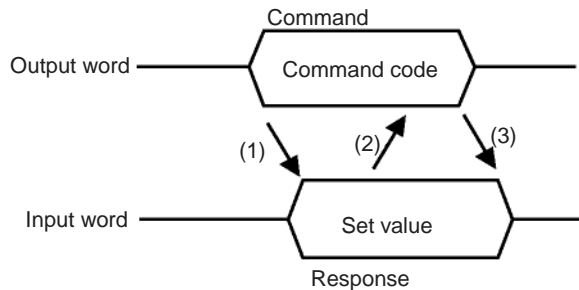 Command
Output word
Command code
(1)
(2)
(3)
Input word
Set value
Response